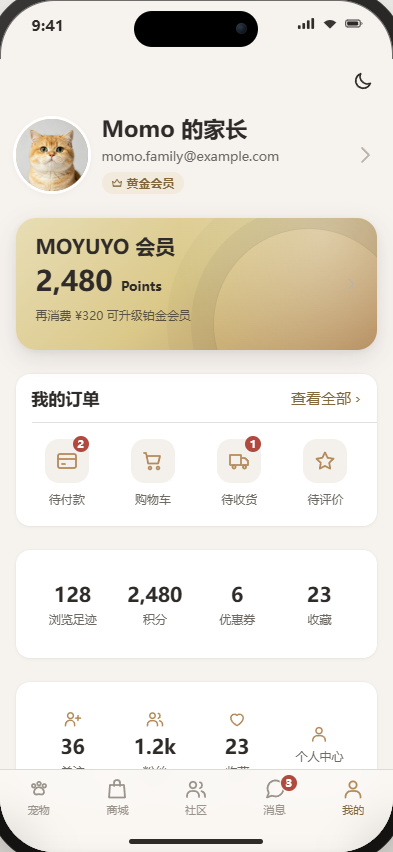 9:41
Momo 的家长
momo.family@example.com
黄金会员
MOYUYO 会员
2,480 Points
再消费 ¥320 可升级铂金会员
我的订单 查看全部 ›
2 1
待付款 购物车 待收货 待评价
128 2,480 6 23
浏览足迹 积分 优惠券 收藏
36 1.2k 23 个人中心
3
宠物 商城 社区 消息 我的